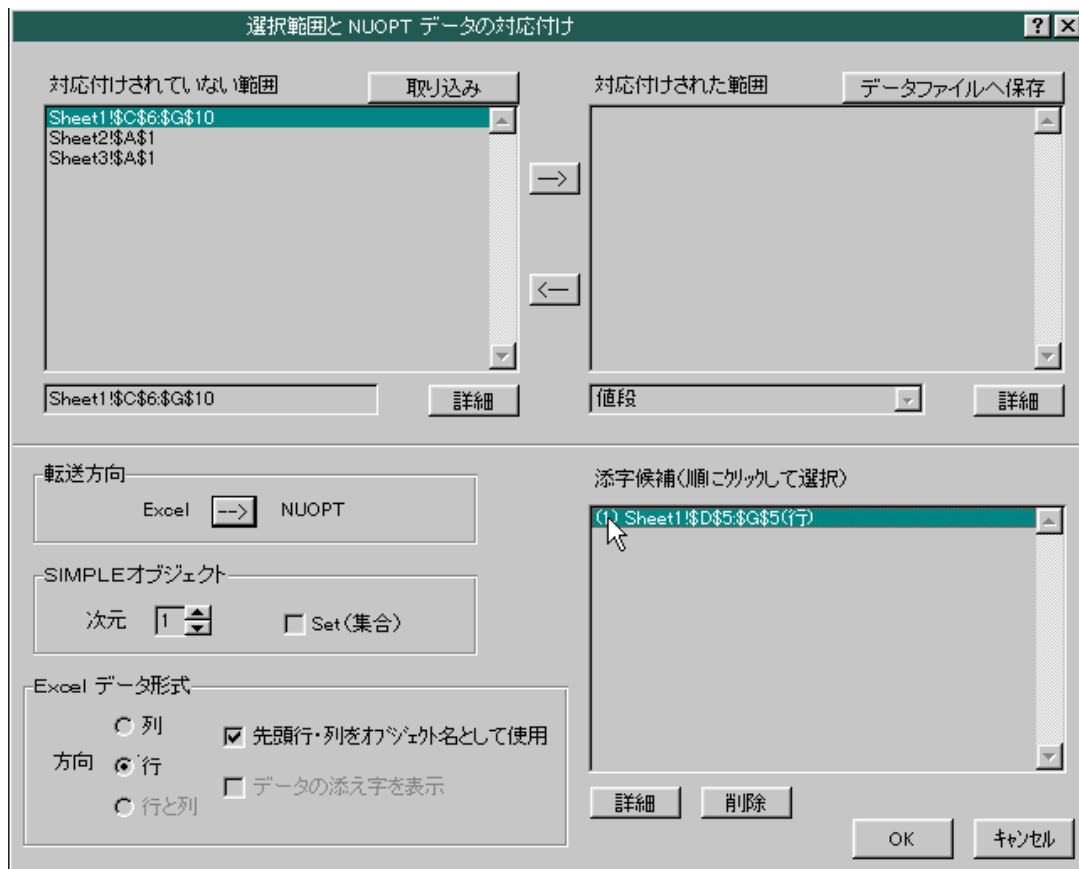 選択範囲と NUOPT データの対応付け
対応付けされていない範囲
取り込み
Sheet1!$C$6:$G$10
Sheet2!$A$1
Sheet3!$A$1
Sheet1!$C$6:$G$10
詳細
-->
<--
対応付けされた範囲
データファイルへ保存
値段
詳細
転送方向
Excel --> NUOPT
SIMPLEオブジェクト
次元 1 Set(集合)
Excel データ形式
方向
列
行
行と列
先頭行・列をオブジェクト名として使用
データの添え字を表示
添字候補(順にクリックして選択)
(1) Sheet1!$D$5:$G$5(行)
詳細
削除
OK
キャンセル